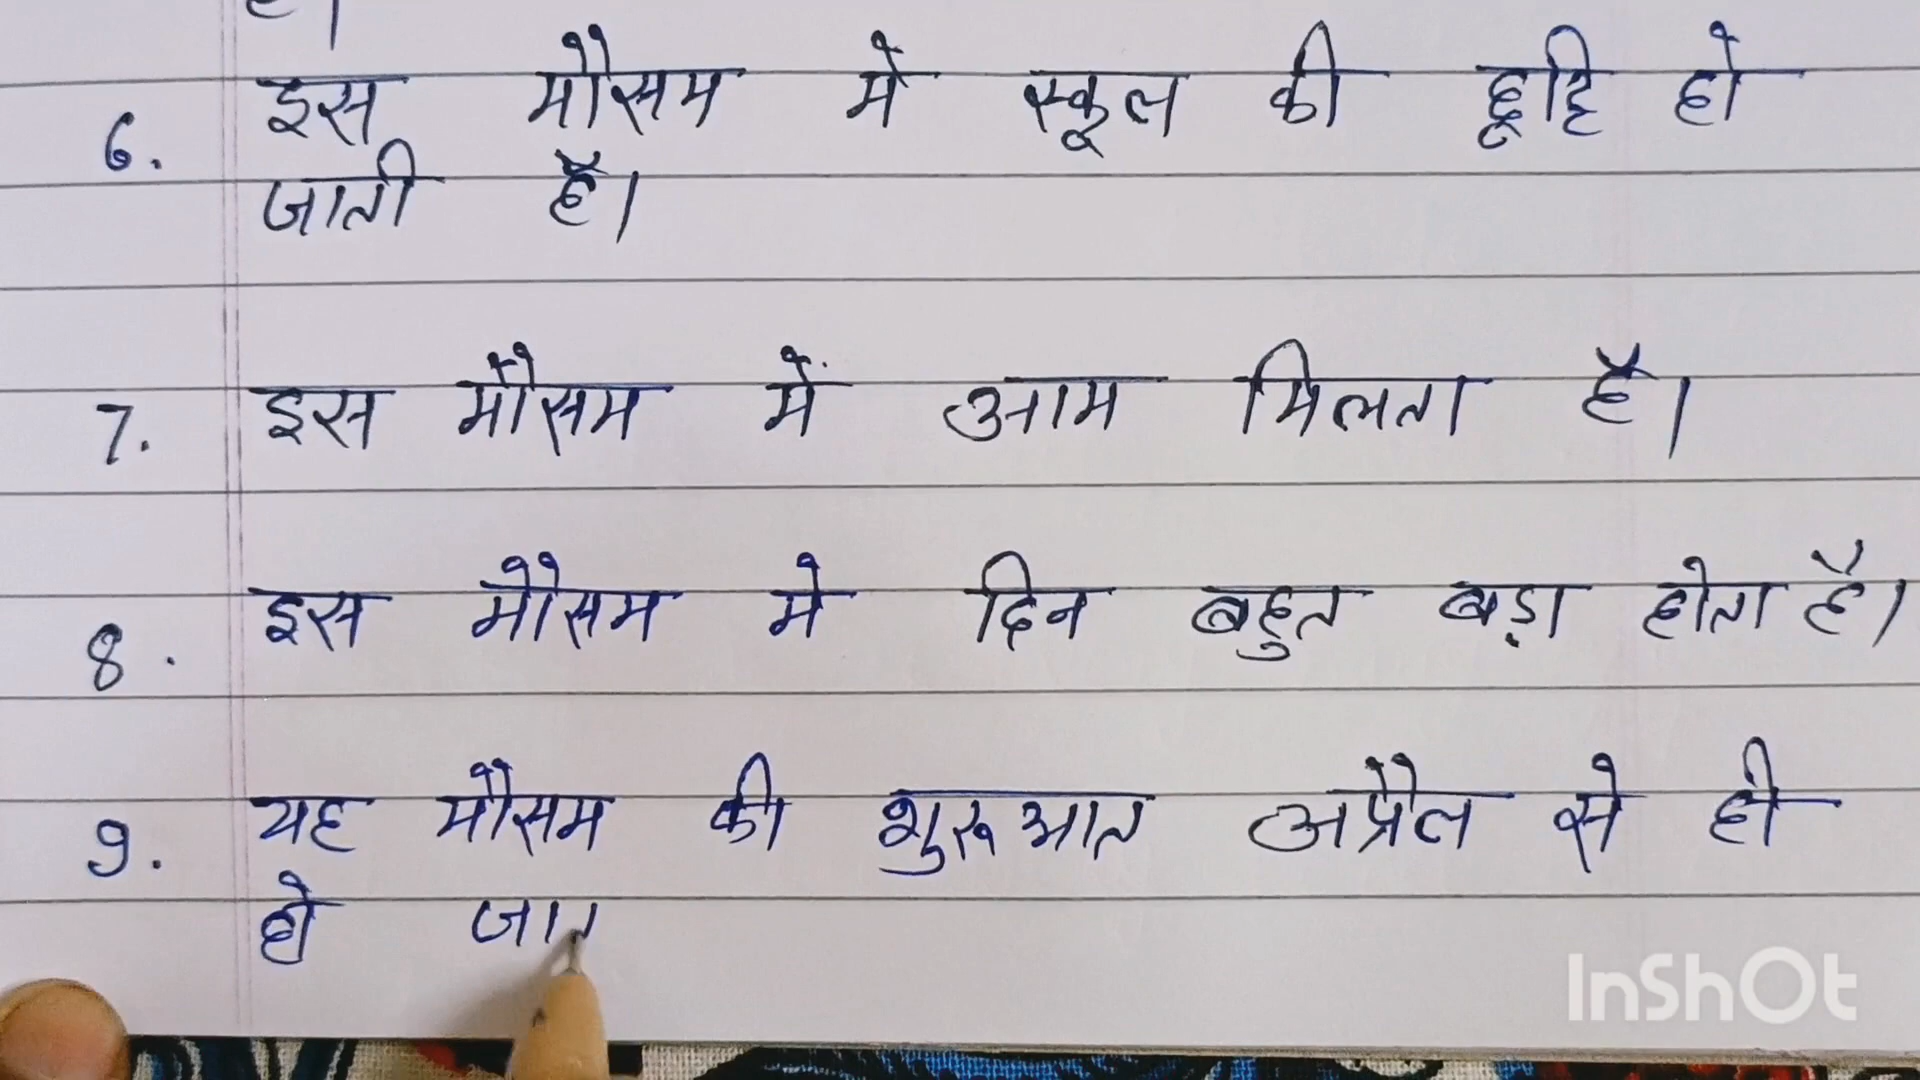 है।
6. इस मौसम मे स्कूल की छुट्टि हो
जाती है।
7. इस मौसम में आम मिलता है।
8. इस मौसम मे दिन बहुत बड़ा होता है।
9. यह मौसम की शुरुआत अप्रैल से ही
हो जात
InShOt